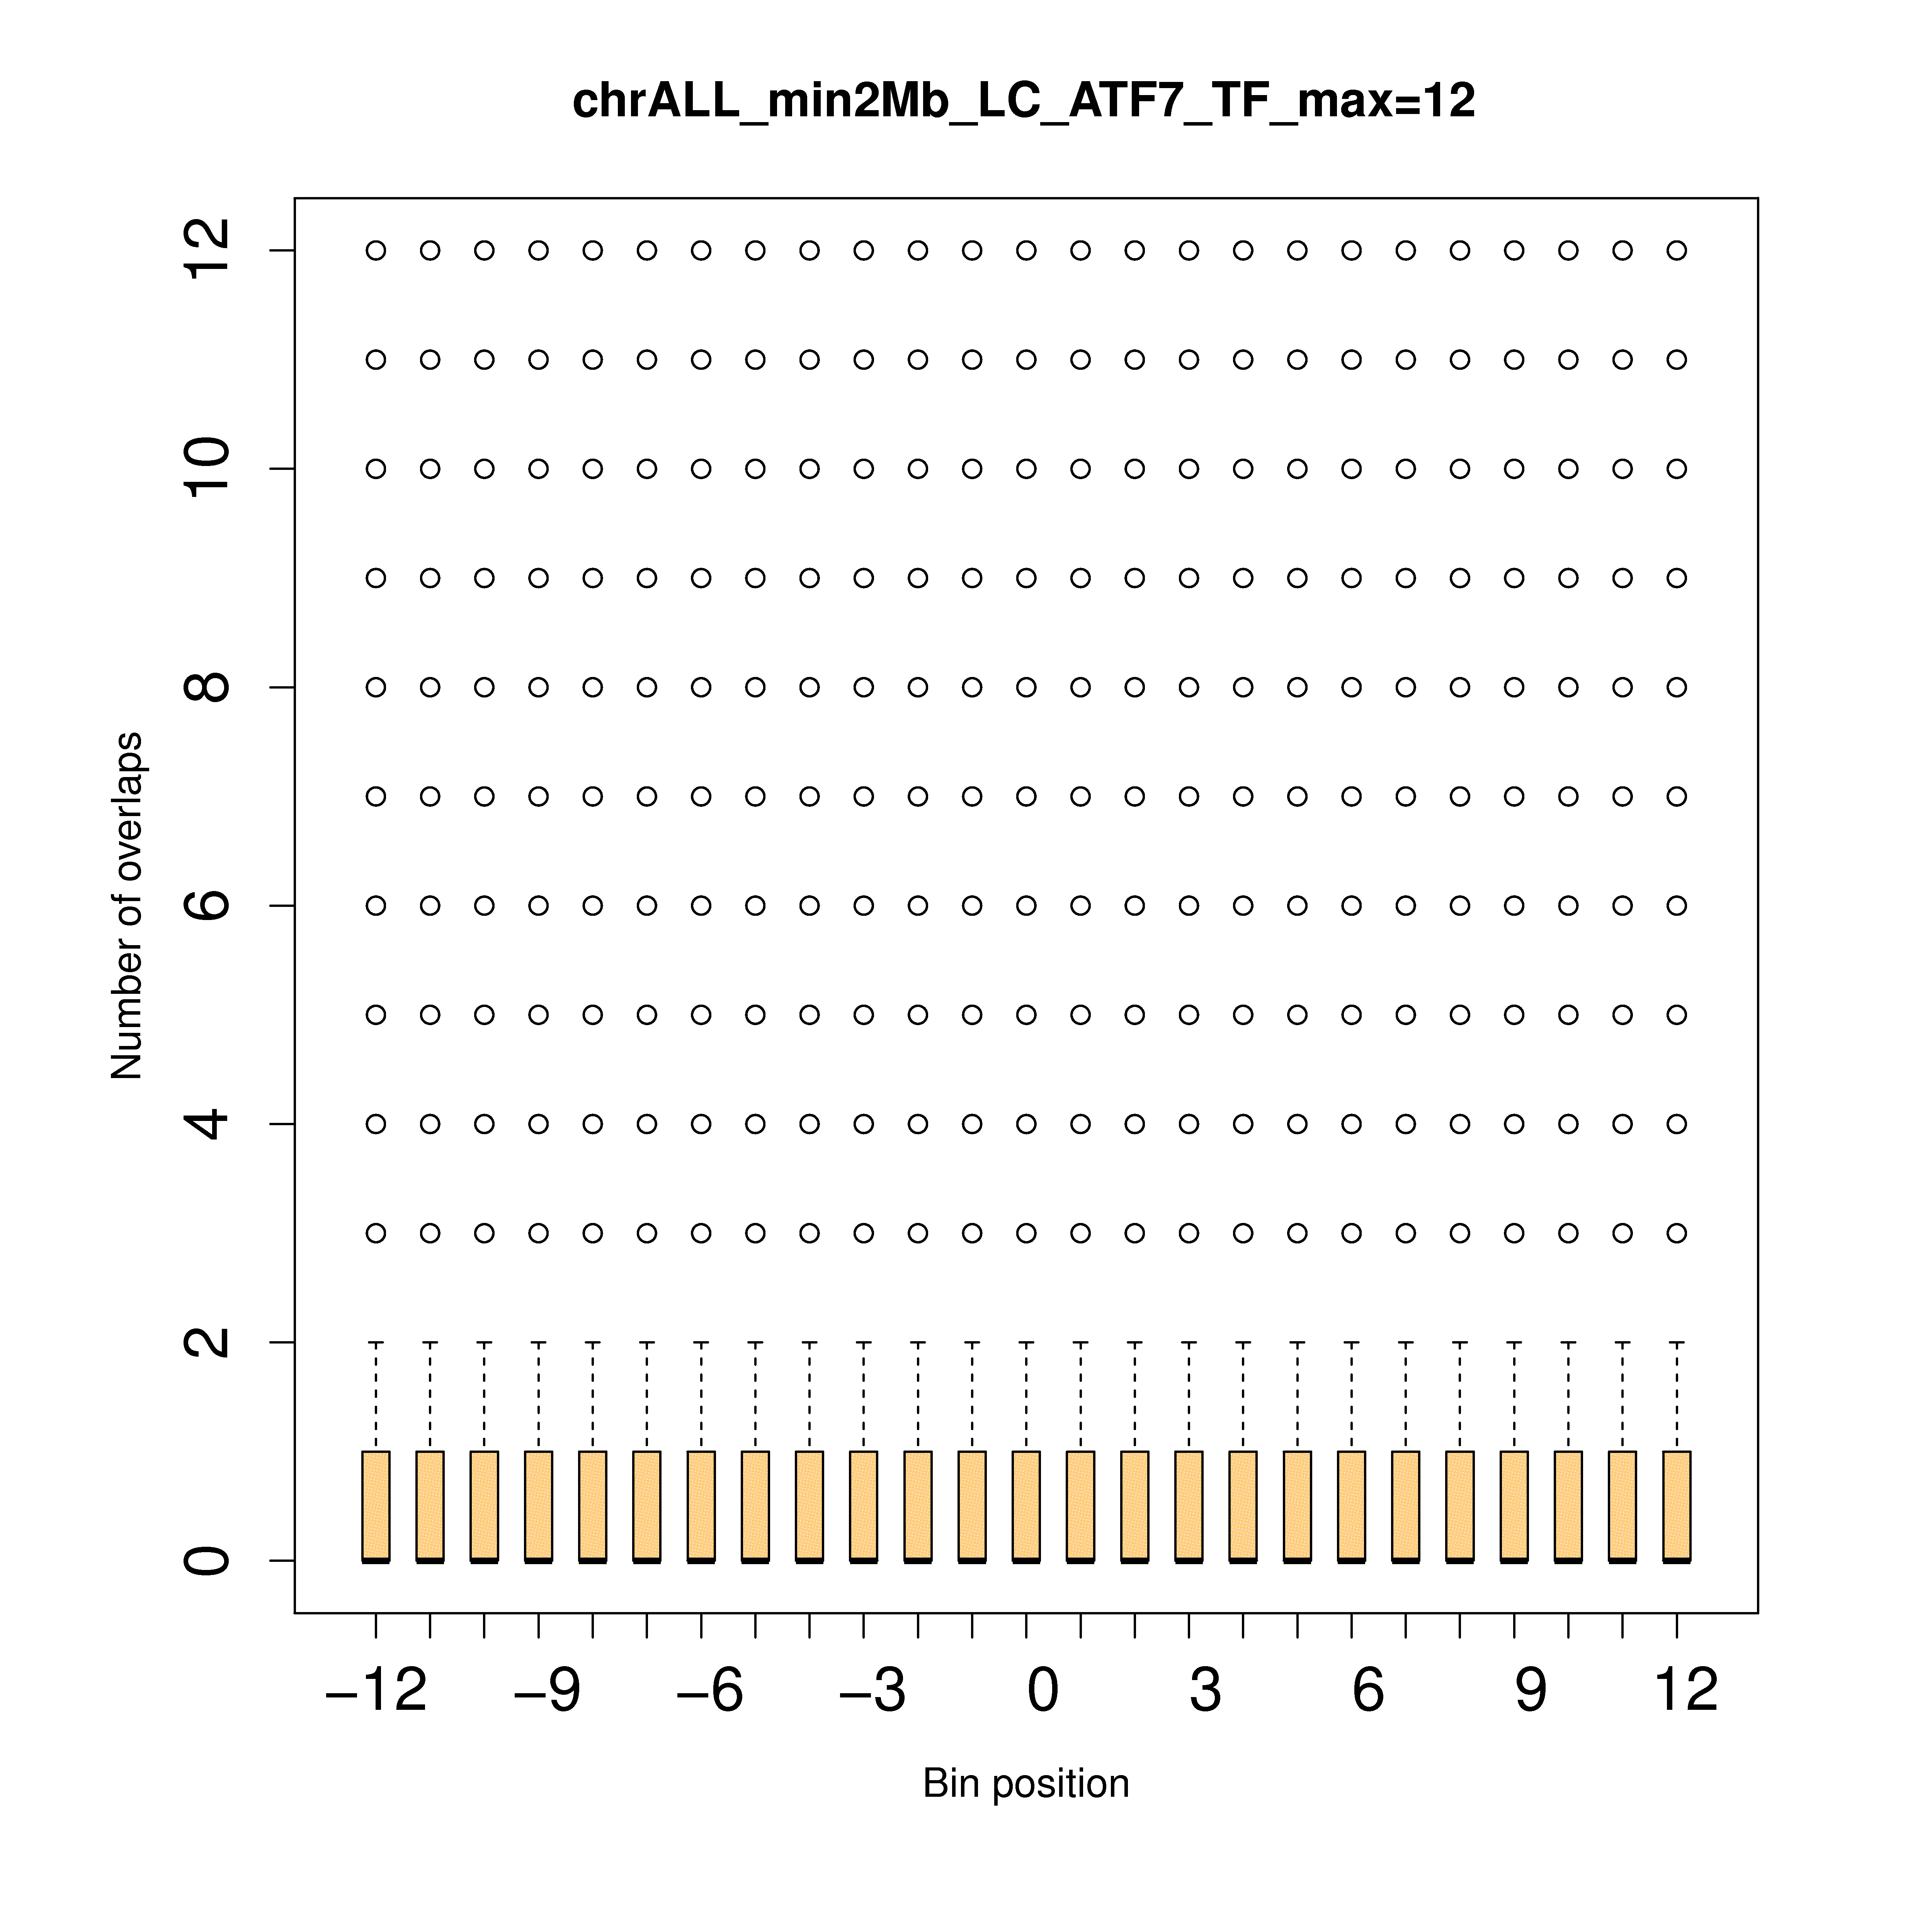 chrALL_min2Mb_LC_ATF7_TF_max=12
12
10
8
6
4
2
0
Number of overlaps
−12 −9 −6 −3 0 3 6 9 12
Bin position